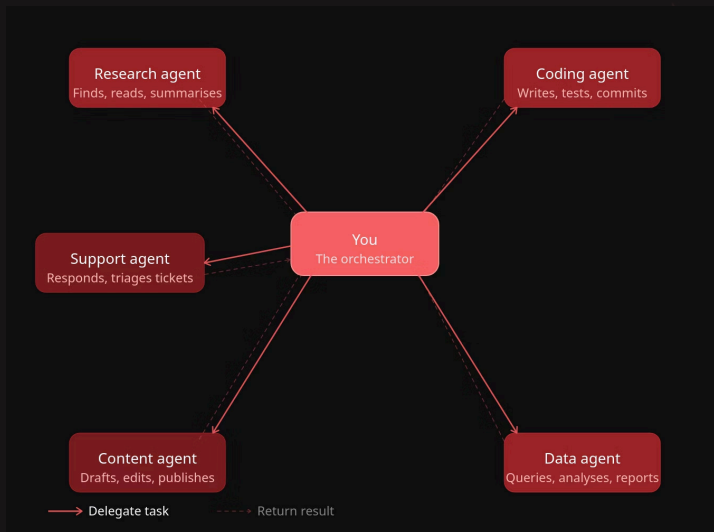 Research agent
Finds, reads, summarises
Coding agent
Writes, tests, commits
You
The orchestrator
Support agent
Responds, triages tickets
Content agent
Drafts, edits, publishes
Data agent
Queries, analyses, reports
Delegate task
Return result